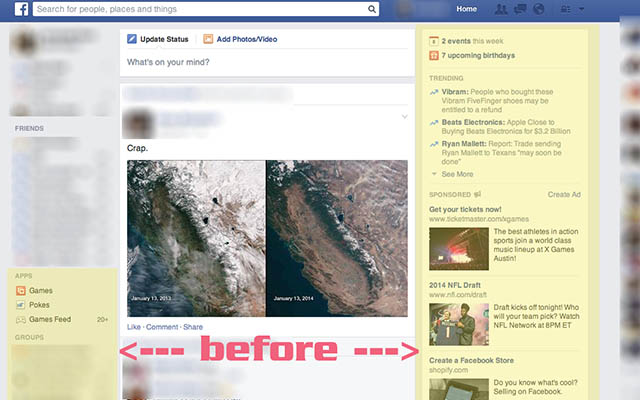 f
Search for people, places and things
Home
Update Status
Add Photos/Video
What's on your mind?
FRIENDS
Crap.
January 13, 2013
January 13, 2014
Like · Comment · Share
<--- before --->
APPS
Games
Pokes
Games Feed 20+
GROUPS
2 events this week
7 upcoming birthdays
TRENDING
Vibram: People who bought these
Vibram FiveFinger shoes may be
entitled to a refund
Beats Electronics: Apple Close to
Buying Beats Electronics for $3.2 Billion
Ryan Mallett: Report: Trade sending
Ryan Mallett to Texans "may soon be
done"
See More
SPONSORED
Create Ad
Get your tickets now!
www.ticketmaster.com/xgames
The best athletes in action
sports join a world class
music lineup at X Games
Austin!
2014 NFL Draft
www.nfl.com/draft
Draft kicks off tonight! Who
will your team pick? Watch
NFL Network at 8PM ET
Create a Facebook Store
shopify.com
Do you know what's cool?
Selling on Facebook.